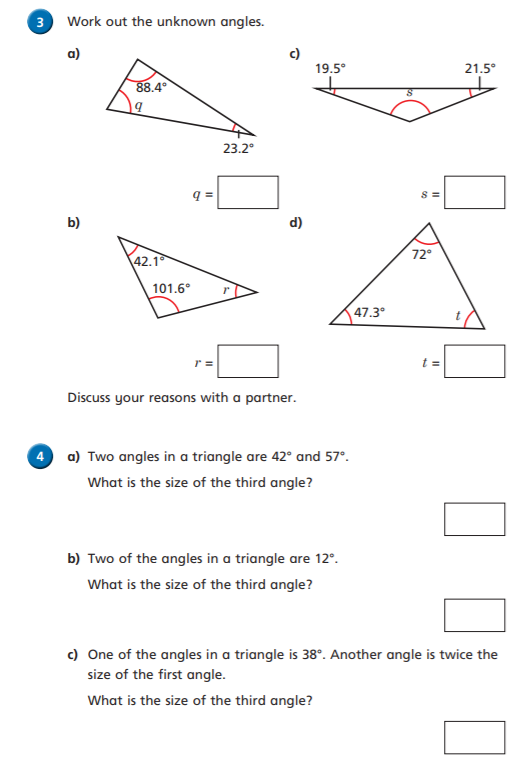 3 Work out the unknown angles.
a)
88.4°
q
23.2°
q =
c)
19.5°
21.5°
s
s =
b)
42.1°
101.6°
r
r =
d)
72°
47.3°
t
t =
Discuss your reasons with a partner.
4 a) Two angles in a triangle are 42° and 57°.
What is the size of the third angle?
b) Two of the angles in a triangle are 12°.
What is the size of the third angle?
c) One of the angles in a triangle is 38°. Another angle is twice the
size of the first angle.
What is the size of the third angle?